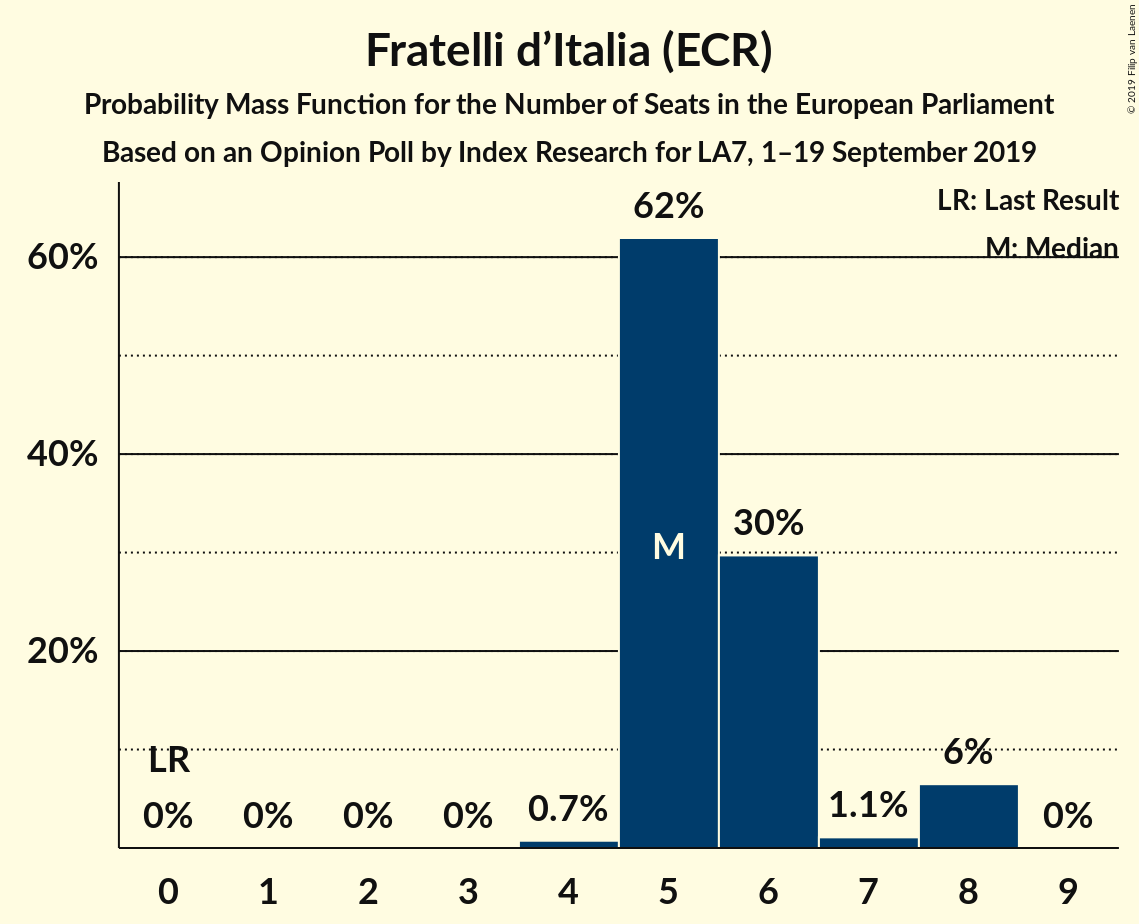 Fratelli d’Italia (ECR)
Probability Mass Function for the Number of Seats in the European Parliament
Based on an Opinion Poll by Index Research for LA7, 1–19 September 2019
© 2019 Filip van Laenen
LR: Last Result
M: Median
60%
40%
20%
62%
M
30%
LR
0%
0%
0%
0%
0.7%
1.1%
6%
0%
0
1
2
3
4
5
6
7
8
9